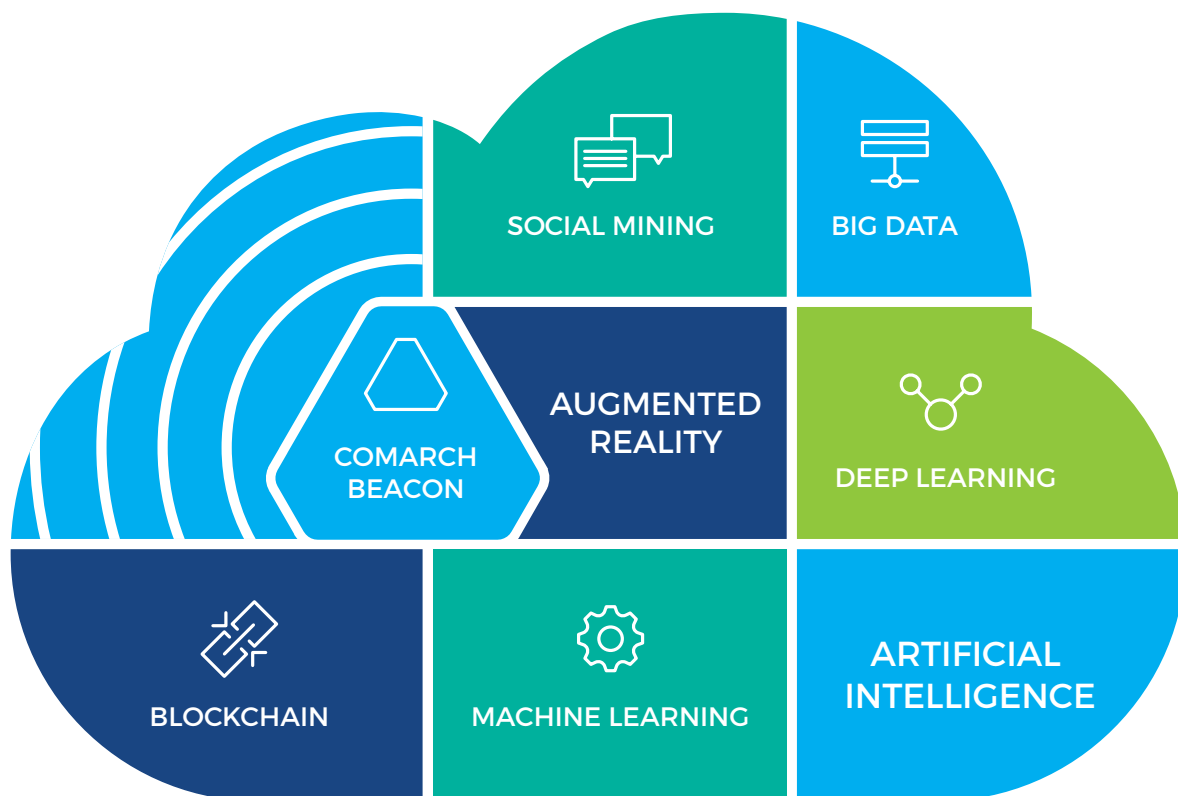 SOCIAL MINING
BIG DATA
AUGMENTED
REALITY
COMARCH
BEACON
DEEP LEARNING
BLOCKCHAIN
MACHINE LEARNING
ARTIFICIAL
INTELLIGENCE